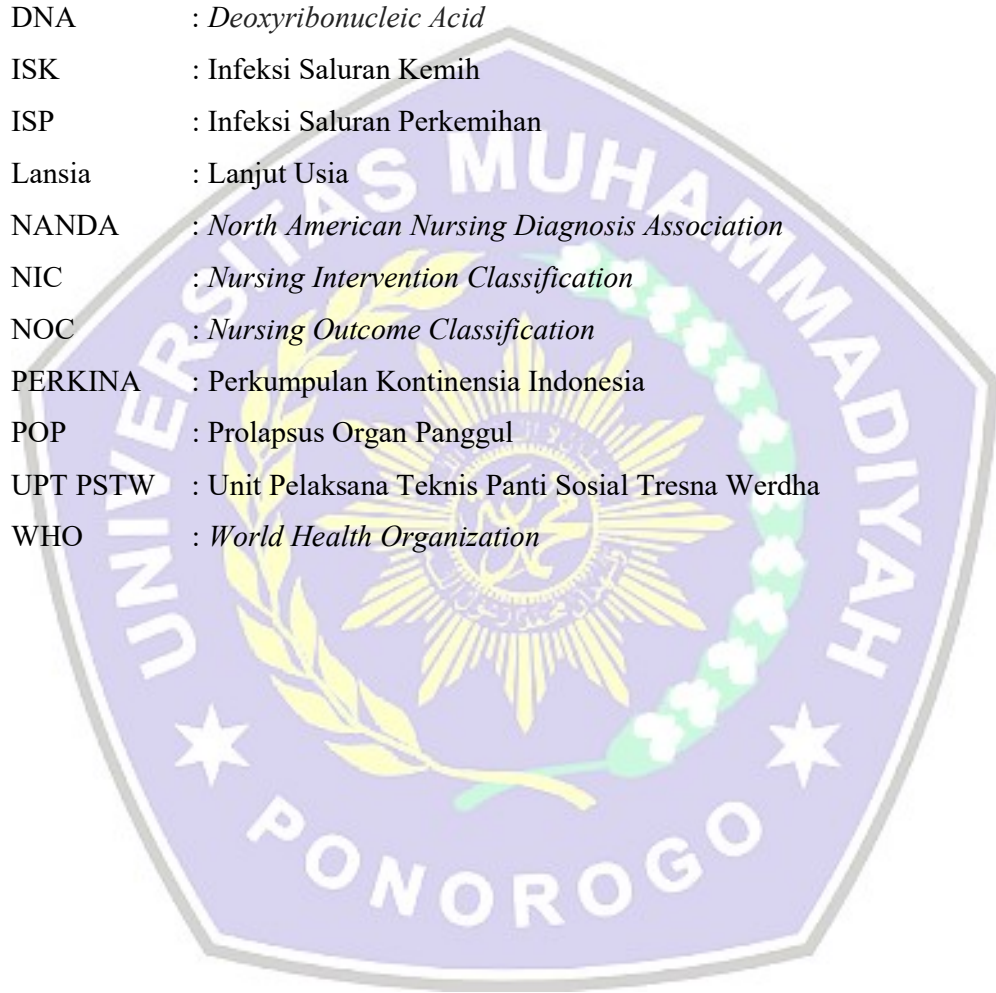 DNA : Deoxyribonucleic Acid
ISK : Infeksi Saluran Kemih
ISP : Infeksi Saluran Perkemihan
Lansia : Lanjut Usia
NANDA : North American Nursing Diagnosis Association
NIC : Nursing Intervention Classification
NOC : Nursing Outcome Classification
PERKINA : Perkumpulan Kontinensia Indonesia
POP : Prolapsus Organ Panggul
UPT PSTW : Unit Pelaksana Teknis Panti Sosial Tresna Werdha
WHO : World Health Organization
UNIVERSITAS MUHAMMADIYAH
PONOROGO